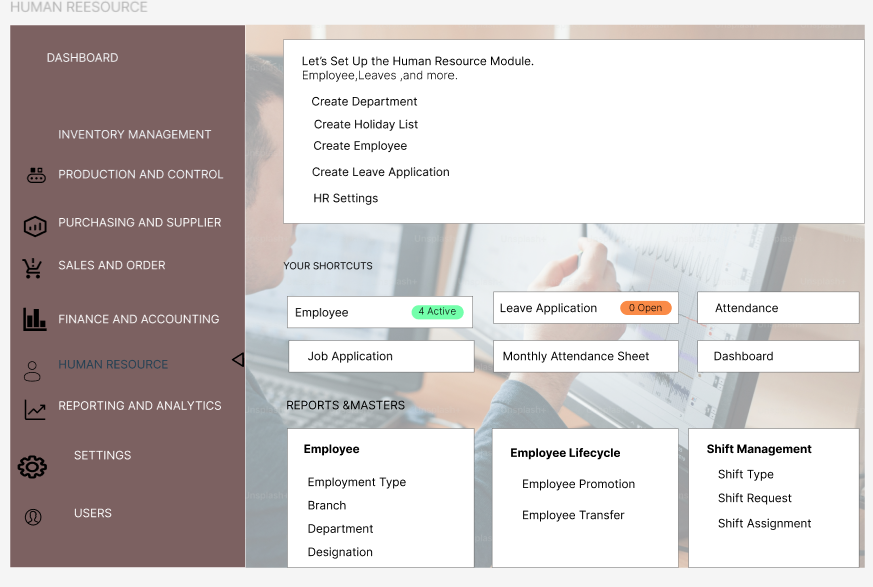 HUMAN REESOURCE
DASHBOARD
INVENTORY MANAGEMENT
PRODUCTION AND CONTROL
PURCHASING AND SUPPLIER
SALES AND ORDER
FINANCE AND ACCOUNTING
HUMAN RESOURCE
REPORTING AND ANALYTICS
SETTINGS
USERS
Let's Set Up the Human Resource Module.
Employee,Leaves ,and more.
Create Department
Create Holiday List
Create Employee
Create Leave Application
HR Settings
YOUR SHORTCUTS
Employee 4 Active
Leave Application 0 Open
Attendance
Job Application
Monthly Attendance Sheet
Dashboard
REPORTS &MASTERS
Employee
Employment Type
Branch
Department
Designation
Employee Lifecycle
Employee Promotion
Employee Transfer
Shift Management
Shift Type
Shift Request
Shift Assignment